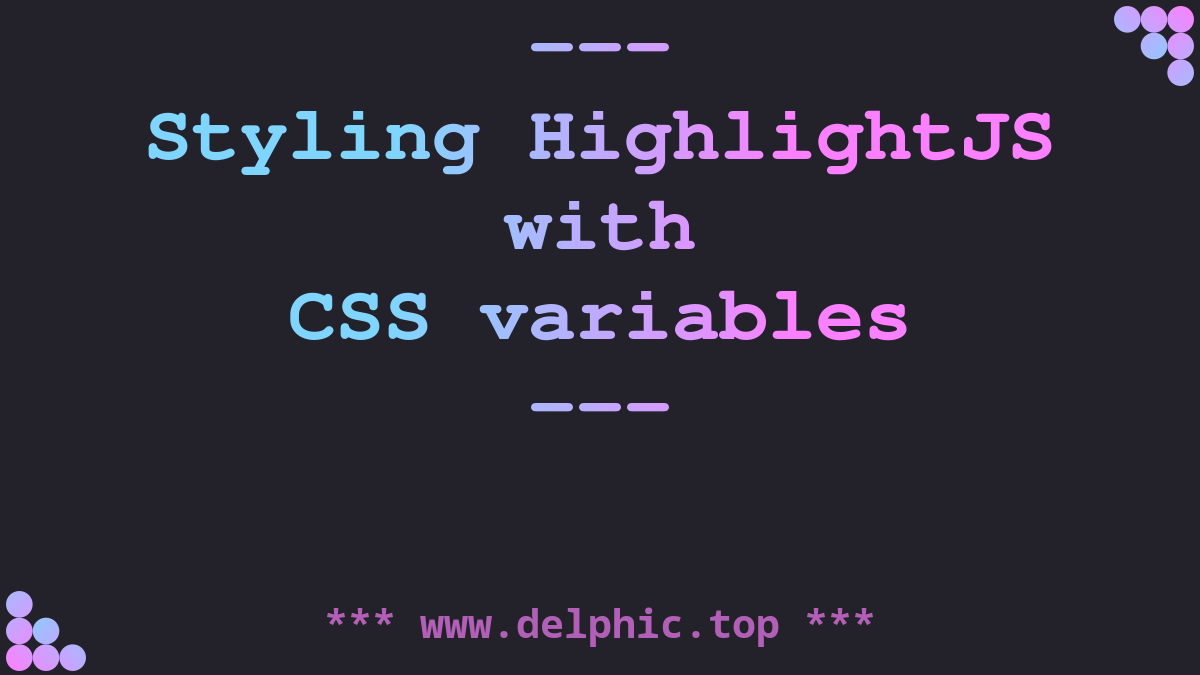 ---
Styling HighlightJS
with
CSS variables
---
*** www.delphic.top ***